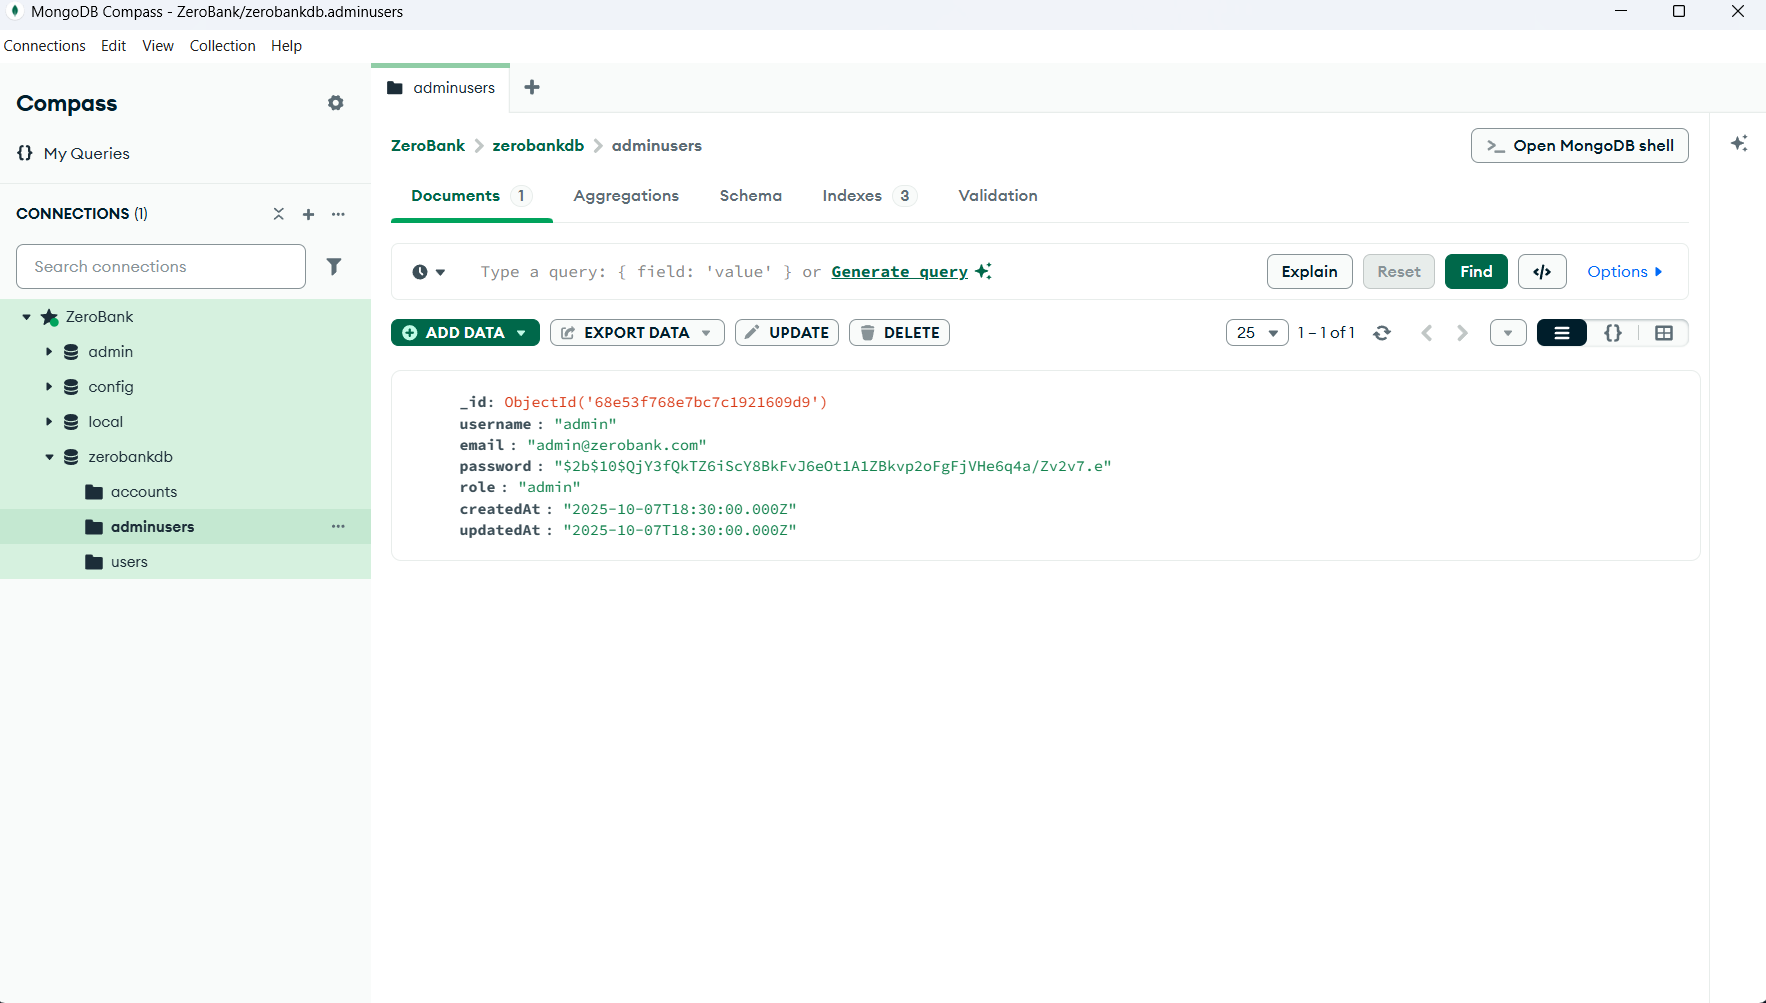 MongoDB Compass - ZeroBank/zerobankdb.adminusers
Connections Edit View Collection Help
Compass
{} My Queries
CONNECTIONS (1)
Search connections
ZeroBank
admin
config
local
zerobankdb
accounts
adminusers
users
adminusers
ZeroBank > zerobankdb > adminusers
>_ Open MongoDB shell
Documents 1 Aggregations Schema Indexes 3 Validation
Type a query: { field: 'value' } or Generate query
Explain Reset Find </> Options
ADD DATA EXPORT DATA UPDATE DELETE
25 1 – 1 of 1 {}
_id: ObjectId('68e53f768e7bc7c1921609d9')
username : "admin"
email : "admin@zerobank.com"
password : "$2b$10$QjY3fQkTZ6iScY8BkFvJ6eOt1A1ZBkvp2oFgFjVHe6q4a/Zv2v7.e"
role : "admin"
createdAt : "2025-10-07T18:30:00.000Z"
updatedAt : "2025-10-07T18:30:00.000Z"